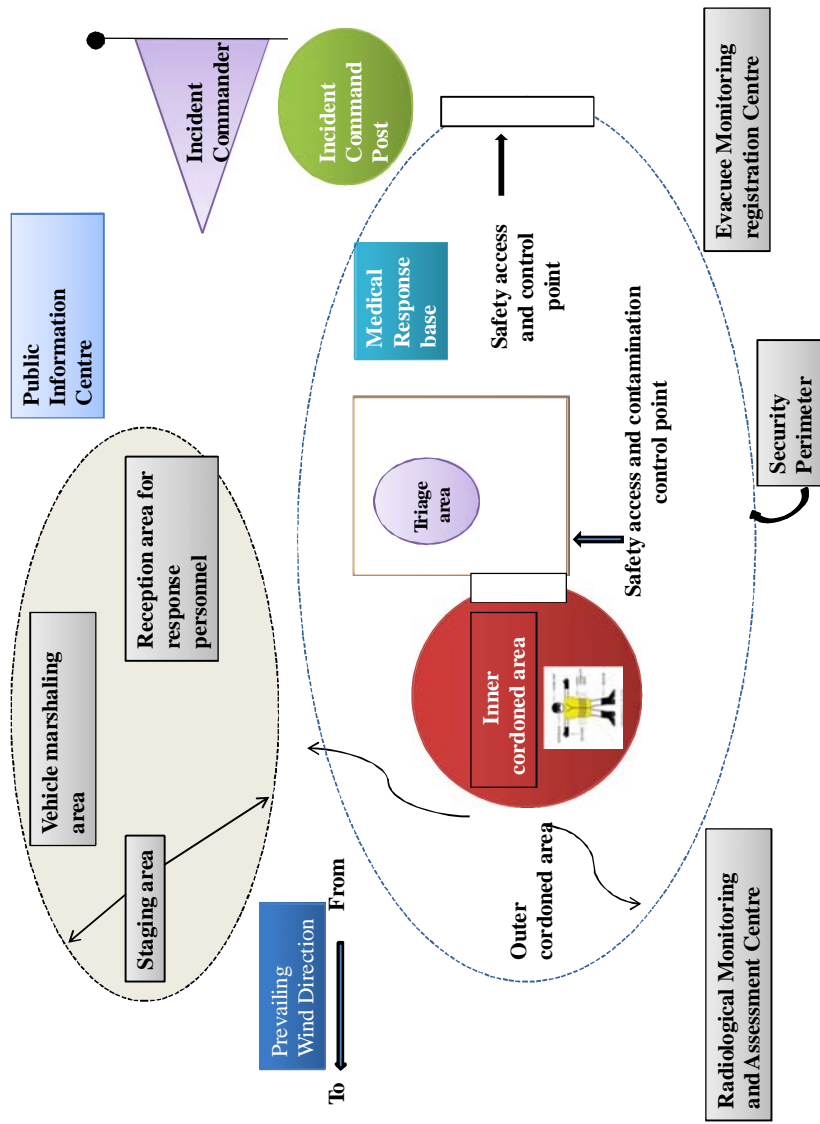 Public
Information
Centre
Incident
Commander
Incident
Command
Post
Vehicle marshaling
area
Reception area for
response
personnel
Staging area
Prevailing
Wind Direction
To
From
Medical
Response
base
Safety access
and control
point
Triage
area
Inner
cordoned area
Outer
cordoned area
Safety access and contamination
control point
Radiological Monitoring
and Assessment Centre
Security
Perimeter
Evacuee Monitoring
registration Centre